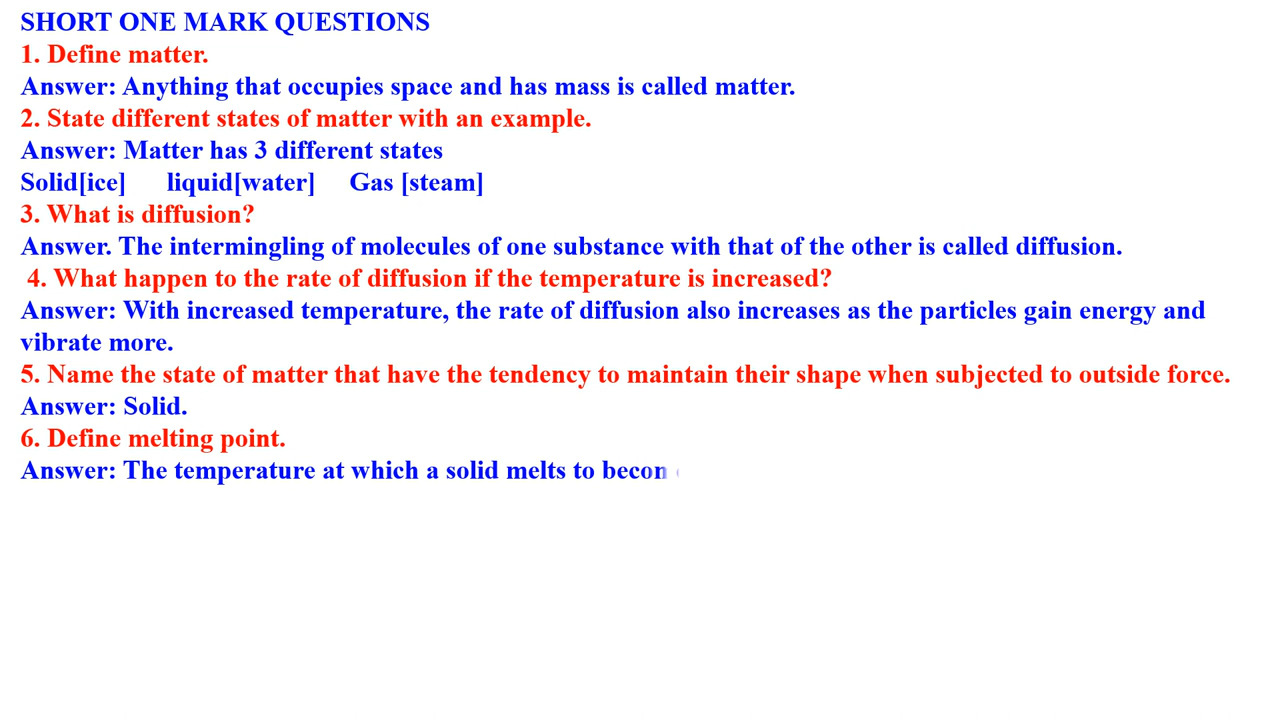 SHORT ONE MARK QUESTIONS
1. Define matter.
Answer: Anything that occupies space and has mass is called matter.
2. State different states of matter with an example.
Answer: Matter has 3 different states
Solid[ice] liquid[water] Gas [steam]
3. What is diffusion?
Answer. The intermingling of molecules of one substance with that of the other is called diffusion.
4. What happen to the rate of diffusion if the temperature is increased?
Answer: With increased temperature, the rate of diffusion also increases as the particles gain energy and
vibrate more.
5. Name the state of matter that have the tendency to maintain their shape when subjected to outside force.
Answer: Solid.
6. Define melting point.
Answer: The temperature at which a solid melts to